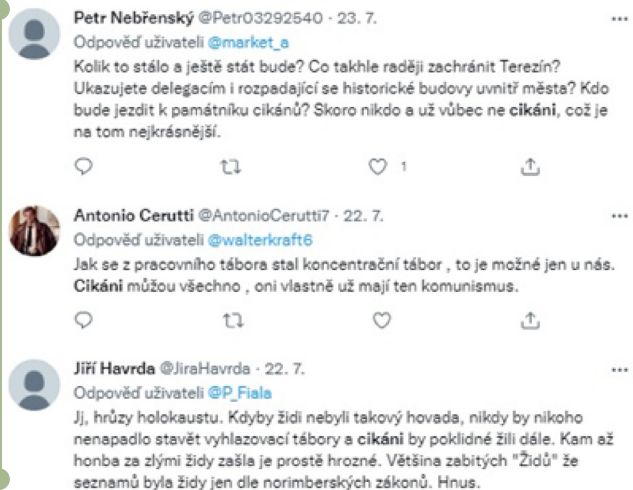 Petr Nebřenský @Petr03292540 · 23. 7.
Odpověď uživateli @market_a
Kolik to stálo a ještě stát bude? Co takhle raději zachránit Terezín?
Ukazujete delegacím i rozpadající se historické budovy uvnitř města? Kdo
bude jezdit k památníku cikánů? Skoro nikdo a už vůbec ne cikáni, což je
na tom nejkrásnější.
1
Antonio Cerutti @AntonioCerutti7 · 22. 7.
Odpověď uživateli @walterkraft6
Jak se z pracovního tábora stal koncentrační tábor , to je možné jen u nás.
Cikáni můžou všechno , oni vlastně už mají ten komunismus.
Jiří Havrda @JiraHavrda · 22. 7.
Odpověď uživateli @P_Fiala
Jj, hrůzy holokaustu. Kdyby židi nebyli takový hovada, nikdy by nikoho
nenapadlo stavět vyhlazovací tábory a cikáni by poklidné žili dále. Kam až
honba za zlými židy zašla je prostě hrozné. Většina zabitých "Židů" že
seznamů byla židy jen dle norimberských zákonů. Hnus.